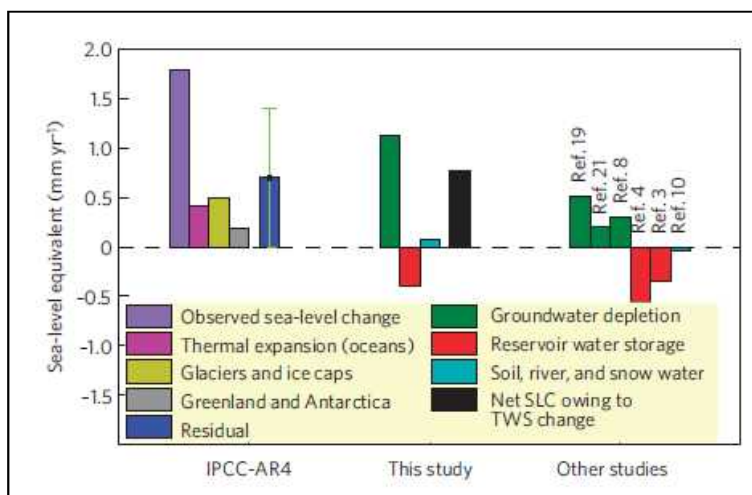 2.0
1.5
1.0
0.5
0
-0.5
-1.0
-1.5
Sea-level equivalent (mm yr⁻¹)
Ref. 19
Ref. 21
Ref. 8
Ref. 4
Ref. 3
Ref. 10
Observed sea-level change
Thermal expansion (oceans)
Glaciers and ice caps
Greenland and Antarctica
Residual
Groundwater depletion
Reservoir water storage
Soil, river, and snow water
Net SLC owing to
TWS change
IPCC-AR4
This study
Other studies